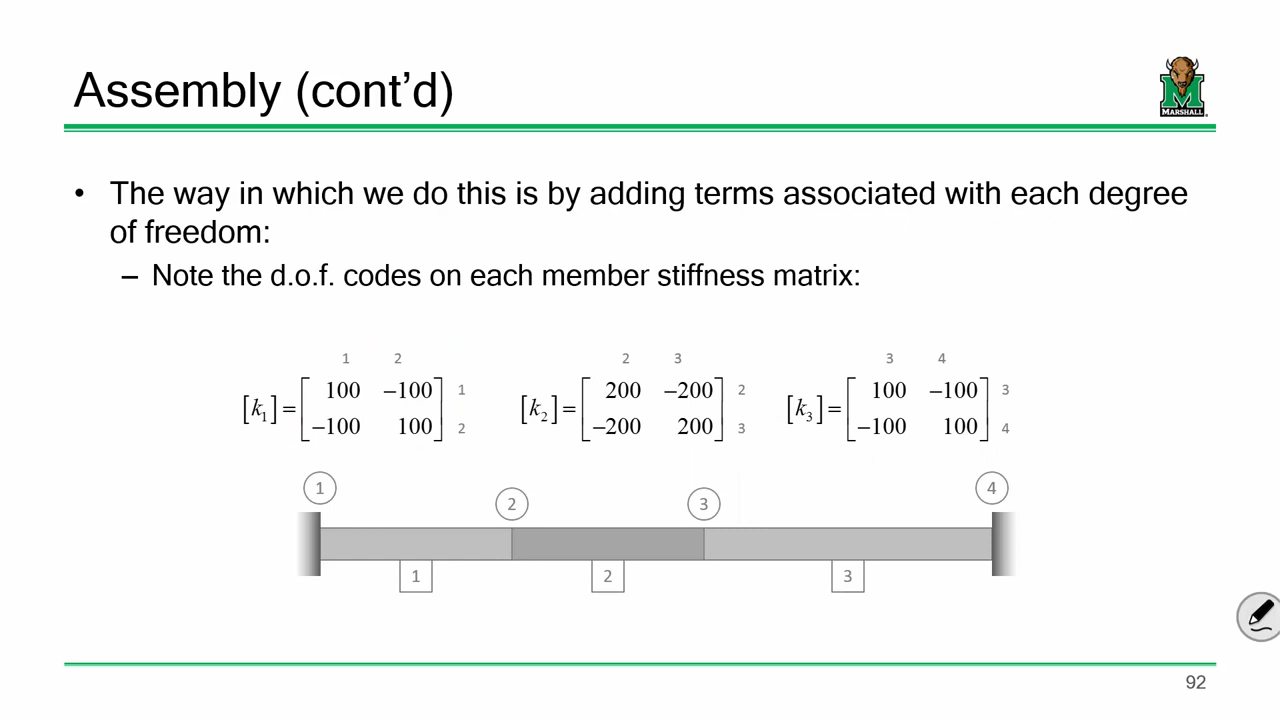 Assembly (cont'd)
MARSHALL
• The way in which we do this is by adding terms associated with each degree
of freedom:
– Note the d.o.f. codes on each member stiffness matrix:
1 2 2 3 3 4
[k₁] = [100 −100; −100 100] 1 2
[k₂] = [200 −200; −200 200] 2 3
[k₃] = [100 −100; −100 100] 3 4
1 2 3 4
1 2 3
92